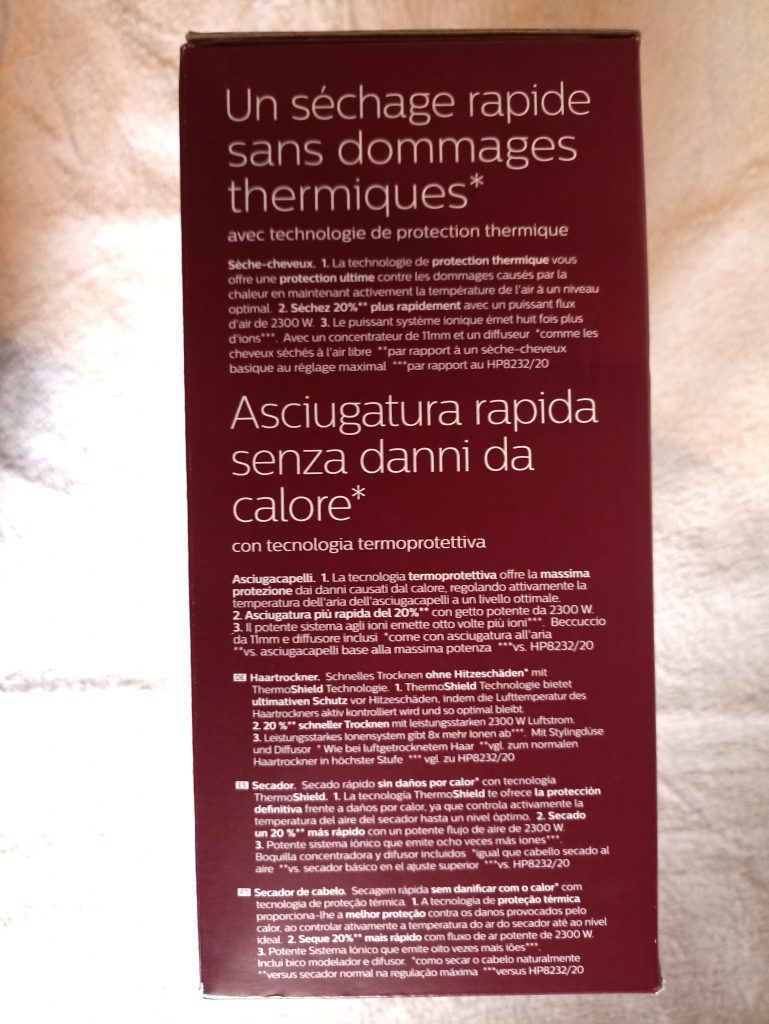 Un séchage rapide
sans dommages
thermiques*
avec technologie de protection thermique
Sèche-cheveux. 1. La technologie de protection thermique vous
offre une protection ultime contre les dommages causés par la
chaleur en maintenant activement la température de l'air à un niveau
optimal. 2. Séchez 20%** plus rapidement avec un puissant flux
d'air de 2300 W. 3. Le puissant système ionique émet huit fois plus
d'ions***. Avec un concentrateur de 11mm et un diffuseur *comme les
cheveux séchés à l'air libre **par rapport à un sèche-cheveux
basique au réglage maximal ***par rapport au HP8232/20
Asciugatura rapida
senza danni da
calore*
con tecnologia termoprotettiva
Asciugacapelli. 1. La tecnologia termoprotettiva offre la massima
protezione dai danni causati dal calore, regolando attivamente la
temperatura dell'aria dell'asciugacapelli a un livello ottimale.
2. Asciugatura più rapida del 20%** con getto potente da 2300 W.
3. Il potente sistema agli ioni emette otto volte più ioni***. Beccuccio
da 11mm e diffusore inclusi *come con asciugatura all'aria
**vs. asciugacapelli base alla massima potenza ***vs. HP8232/20
DE Haartrockner. Schnelles Trocknen ohne Hitzeschäden* mit
ThermoShield Technologie. 1. ThermoShield Technologie bietet
ultimativen Schutz vor Hitzeschäden, indem die Lufttemperatur des
Haartrockners aktiv kontrolliert wird und so optimal bleibt.
2. 20 %** schneller Trocknen mit leistungsstarken 2300 W Luftstrom.
3. Leistungsstarkes Ionensystem gibt 8x mehr Ionen ab***. Mit Stylingdüse
und Diffusor * Wie bei luftgetrocknetem Haar **vgl. zum normalen
Haartrockner in höchster Stufe *** vgl. zu HP8232/20
ES Secador. Secado rápido sin daños por calor* con tecnología
ThermoShield. 1. La tecnología ThermoShield te ofrece la protección
definitiva frente a daños por calor, ya que controla activamente la
temperatura del aire del secador hasta un nivel óptimo. 2. Secado
un 20 %** más rápido con un potente flujo de aire de 2300 W.
3. Potente sistema iónico que emite ocho veces más iones***.
Boquilla concentradora y difusor incluidos *igual que cabello secado al
aire **vs. secador básico en el ajuste superior ***vs. HP8232/20
PT Secador de cabelo. Secagem rápida sem danificar com o calor* com
tecnologia de proteção térmica. 1. A tecnologia de proteção térmica
proporciona-lhe a melhor proteção contra os danos provocados pelo
calor, ao controlar ativamente a temperatura do ar do secador até ao nível
ideal. 2. Seque 20%** mais rápido com fluxo de ar potente de 2300 W.
3. Potente Sistema Iónico que emite oito vezes mais iões***.
Inclui bico modelador e difusor. *como secar o cabelo naturalmente
**versus secador normal na regulação máxima ***versus HP8232/20